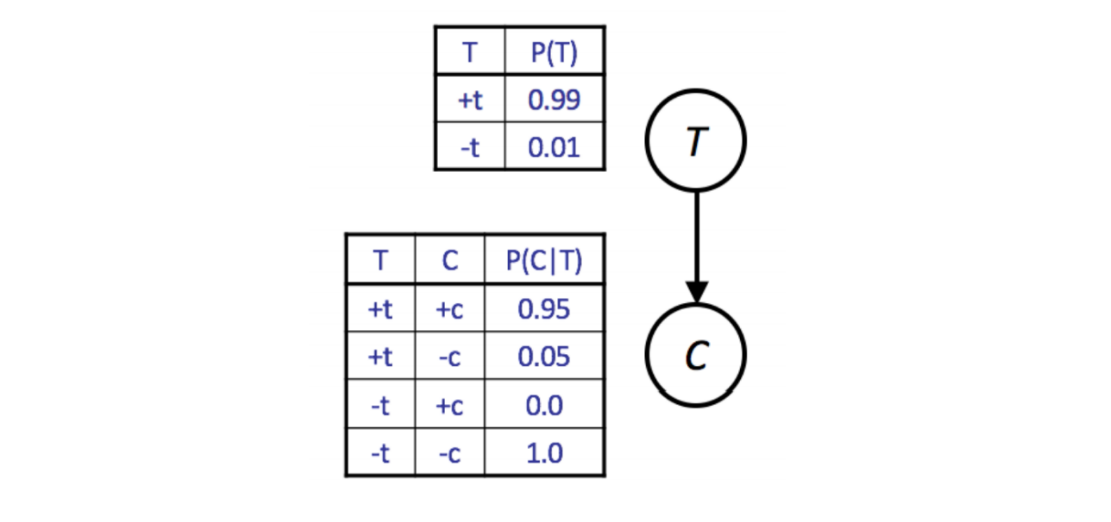 T P(T)
+t 0.99
-t 0.01
T
T C P(C|T)
+t +c 0.95
+t -c 0.05
-t +c 0.0
-t -c 1.0
C